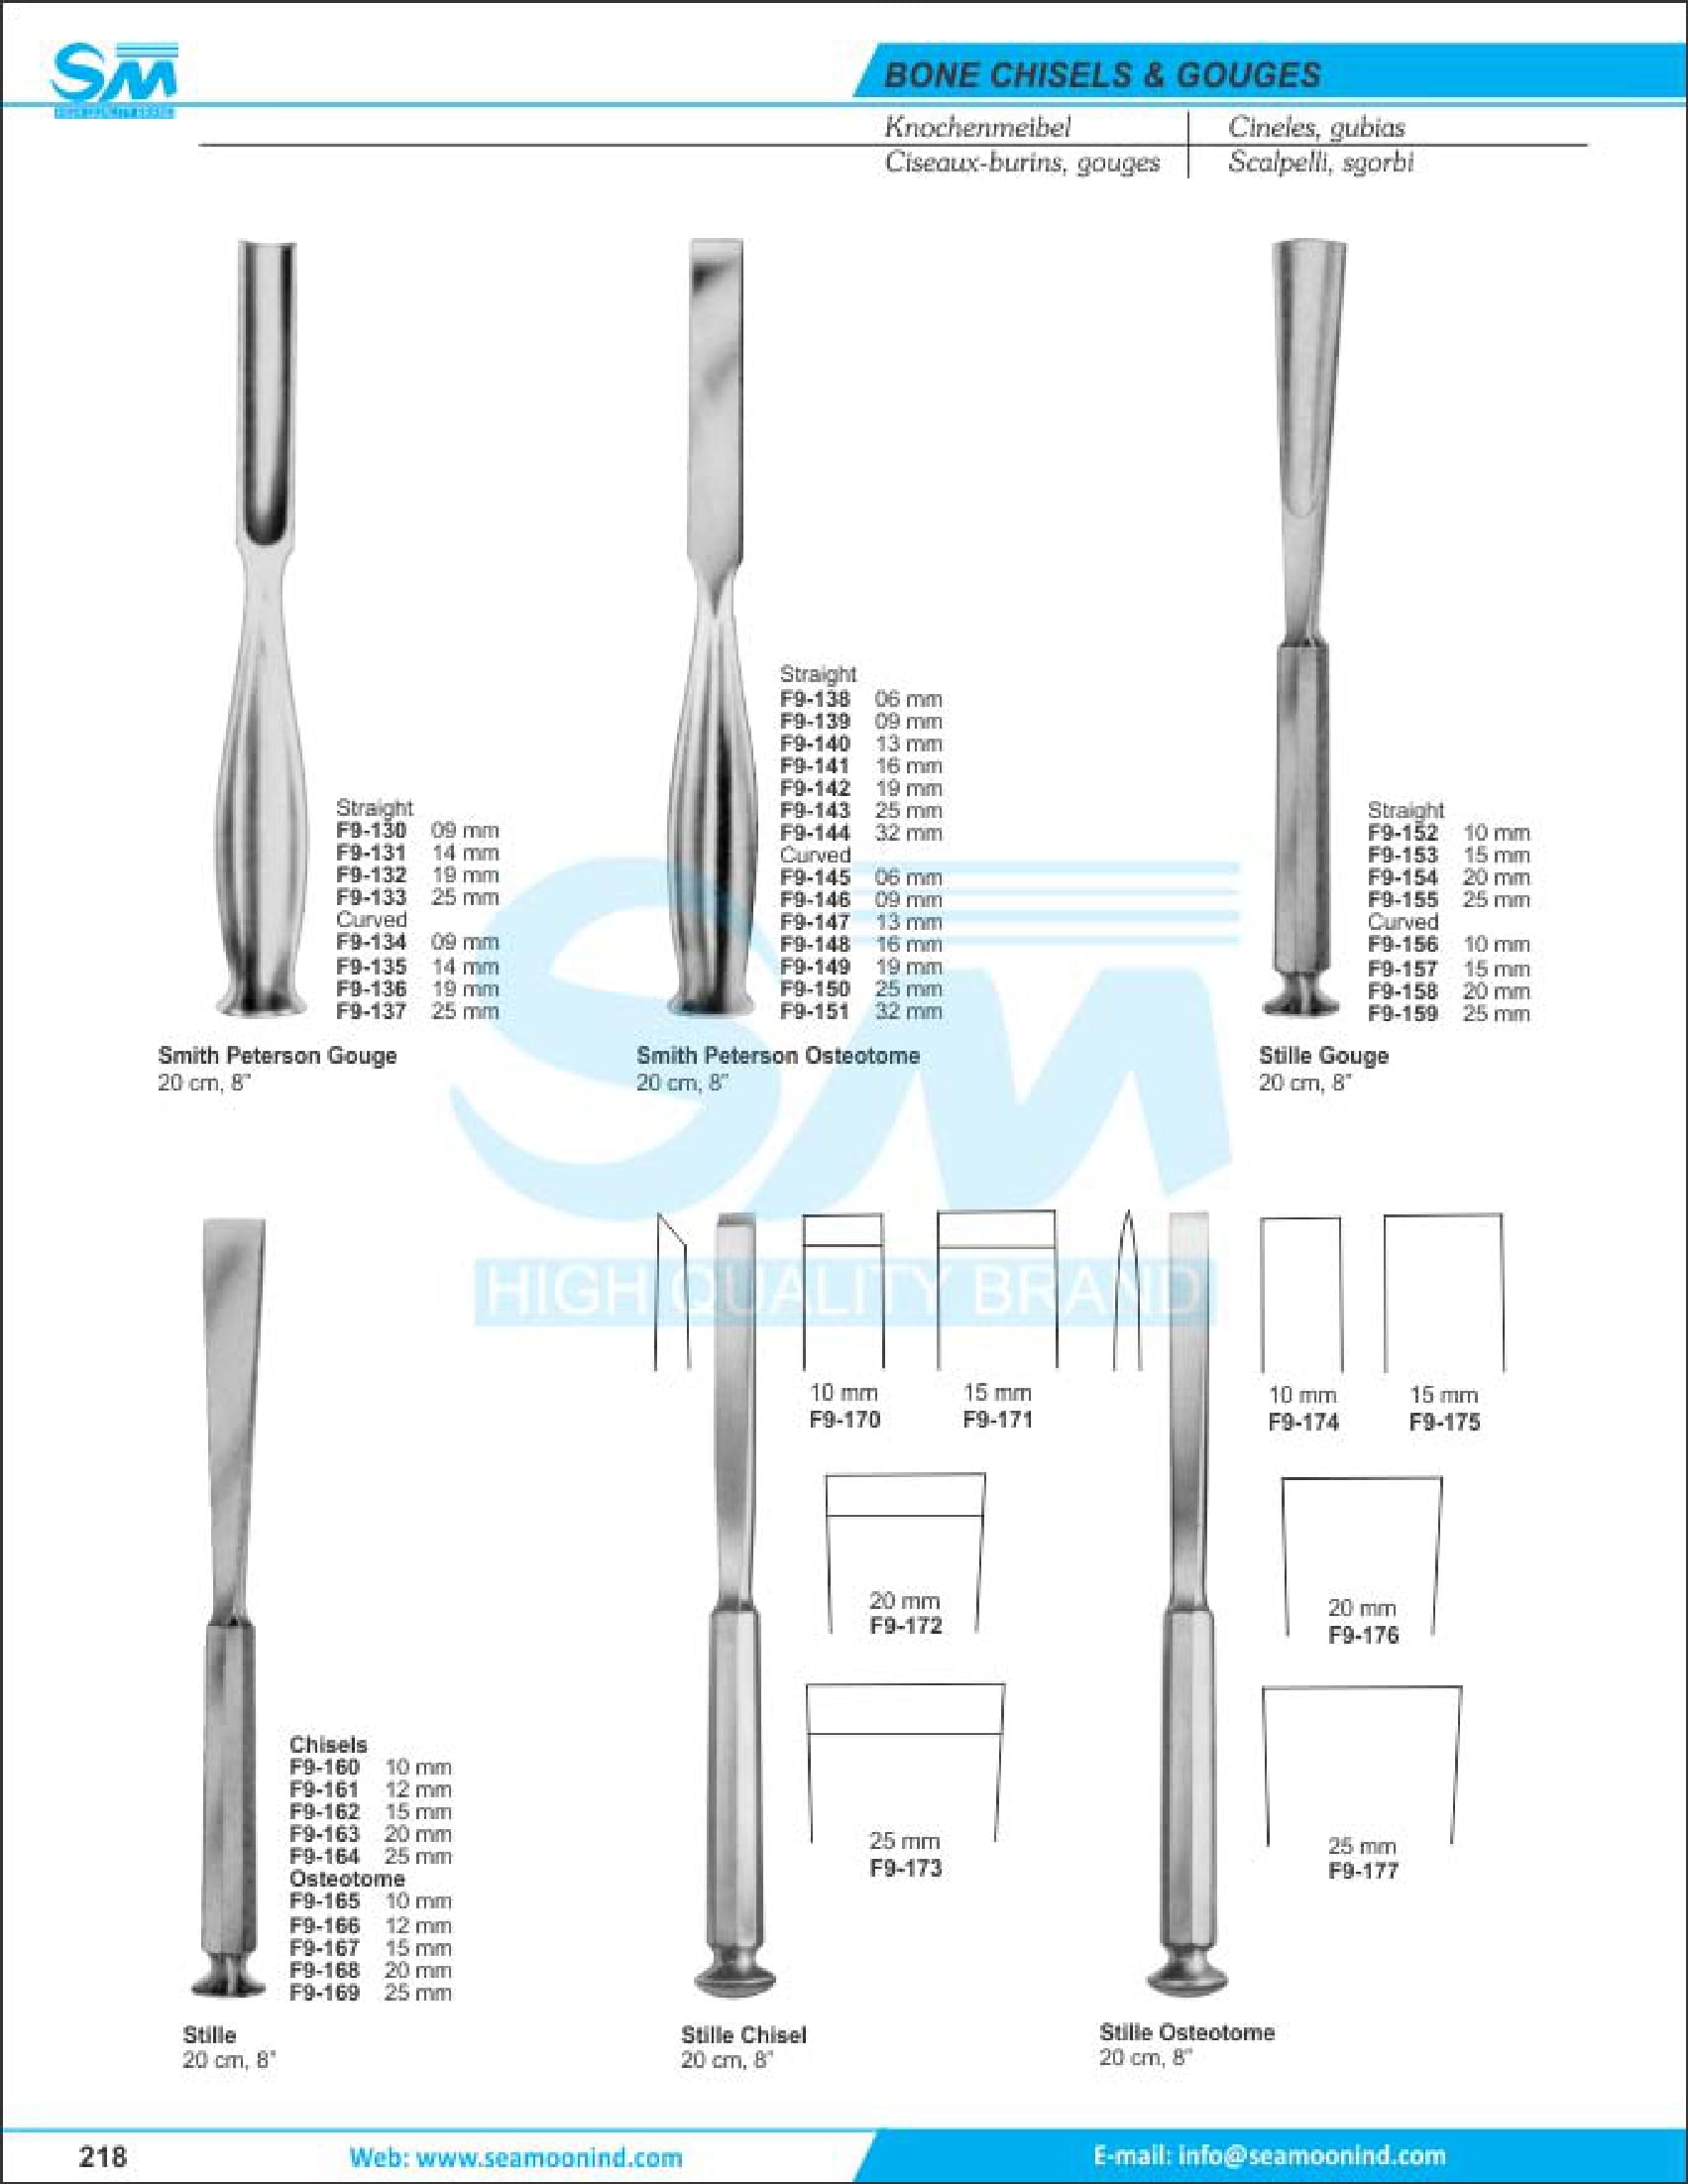 SM
BONE CHISELS & GOUGES
Knochenmeibel
Cineles, gubias
Ciseaux-burins, gouges
Scalpelli, sgorbi
Straight
F9-130 09 mm
F9-131 14 mm
F9-132 19 mm
F9-133 25 mm
Curved
F9-134 09 mm
F9-135 14 mm
F9-136 19 mm
F9-137 25 mm
Smith Peterson Gouge
20 cm, 8"
Straight
F9-138 06 mm
F9-139 09 mm
F9-140 13 mm
F9-141 16 mm
F9-142 19 mm
F9-143 25 mm
F9-144 32 mm
Curved
F9-145 06 mm
F9-146 09 mm
F9-147 13 mm
F9-148 16 mm
F9-149 19 mm
F9-150 25 mm
F9-151 32 mm
Smith Peterson Osteotome
20 cm, 8"
Straight
F9-152 10 mm
F9-153 15 mm
F9-154 20 mm
F9-155 25 mm
Curved
F9-156 10 mm
F9-157 15 mm
F9-158 20 mm
F9-159 25 mm
Stille Gouge
20 cm, 8"
SM
HIGH QUALITY BRAND
Chisels
F9-160 10 mm
F9-161 12 mm
F9-162 15 mm
F9-163 20 mm
F9-164 25 mm
Osteotome
F9-165 10 mm
F9-166 12 mm
F9-167 15 mm
F9-168 20 mm
F9-169 25 mm
Stille
20 cm, 8"
10 mm
F9-170
15 mm
F9-171
20 mm
F9-172
25 mm
F9-173
Stille Chisel
20 cm, 8"
10 mm
F9-174
15 mm
F9-175
20 mm
F9-176
25 mm
F9-177
Stille Osteotome
20 cm, 8"
218
Web: www.seamoonind.com
E-mail: info@seamoonind.com